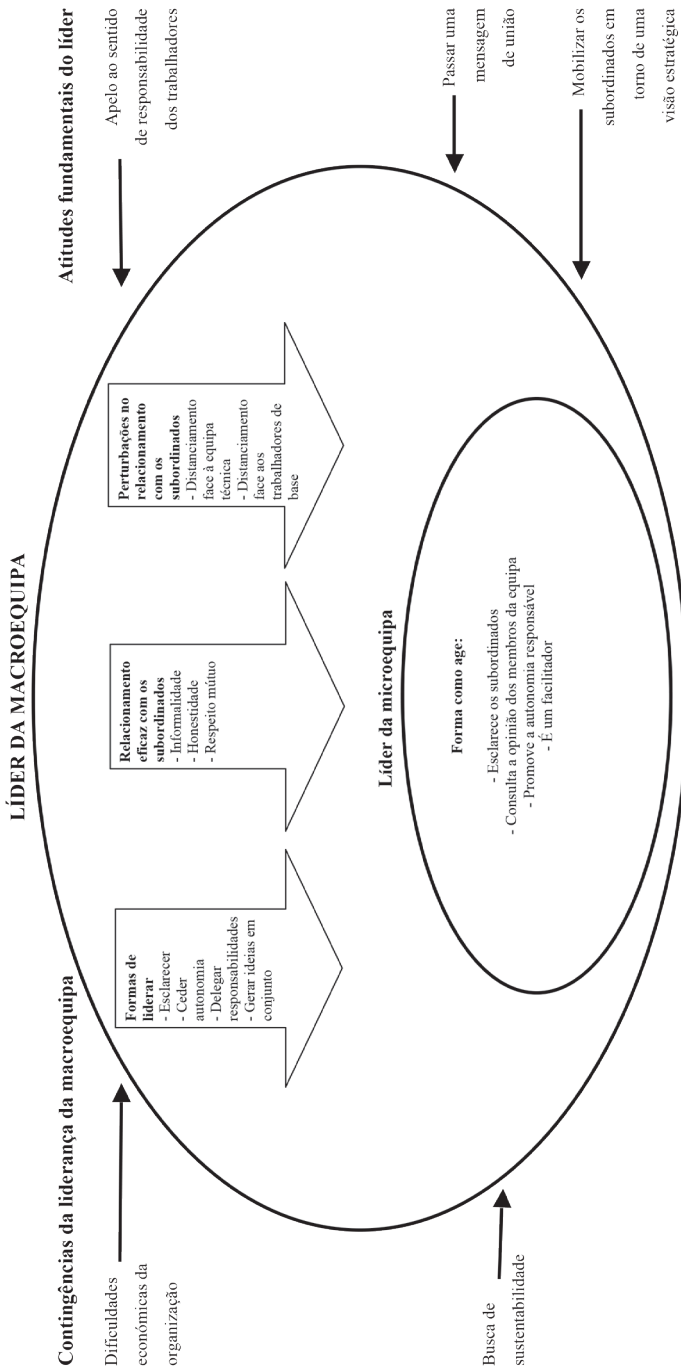 LÍDER DA MACROEQUIPA
Contingências da liderança da macroequipa
Atitudes fundamentais do líder
Dificuldades
económicas da
organização
Busca de
sustentabilidade
Formas de
liderar
- Esclarecer
- Ceder
autonomia
- Delegar
responsabilidades
- Gerar ideias em
conjunto
Relacionamento
eficaz com os
subordinados
- Informalidade
- Honestidade
- Respeito mútuo
Perturbações no
relacionamento
com os
subordinados
- Distanciamento
face à equipa
técnica
- Distanciamento
face aos
trabalhadores de
base
Líder da microequipa
Forma como age:
- Esclarece os subordinados
- Consulta a opinião dos membros da equipa
- Promove a autonomia responsável
- É um facilitador
Apelo ao sentido
de responsabilidade
dos trabalhadores
Passar uma
mensagem
de união
Mobilizar os
subordinados em
torno de uma
visão estratégica